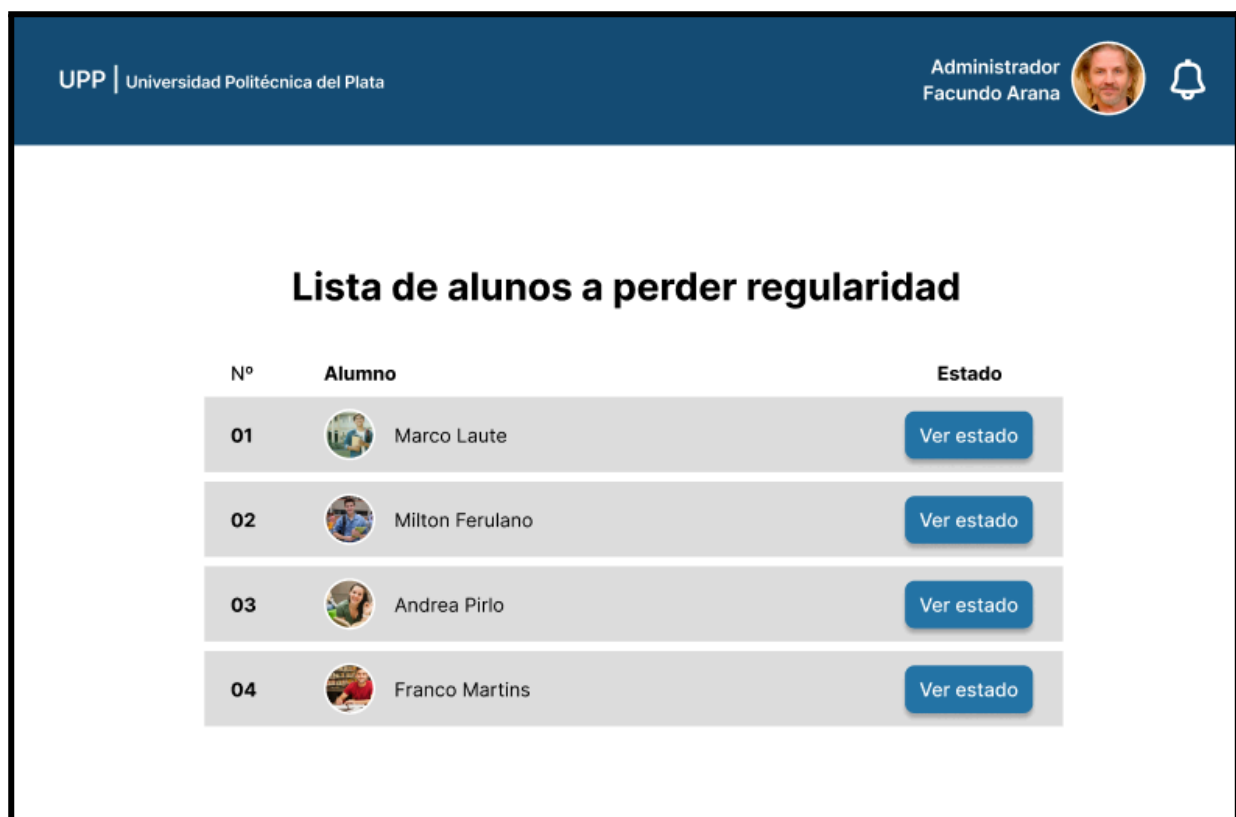 UPP | Universidad Politécnica del Plata
Administrador
Facundo Arana
Lista de alunos a perder regularidad
Nº Alumno Estado
01 Marco Laute Ver estado
02 Milton Ferulano Ver estado
03 Andrea Pirlo Ver estado
04 Franco Martins Ver estado